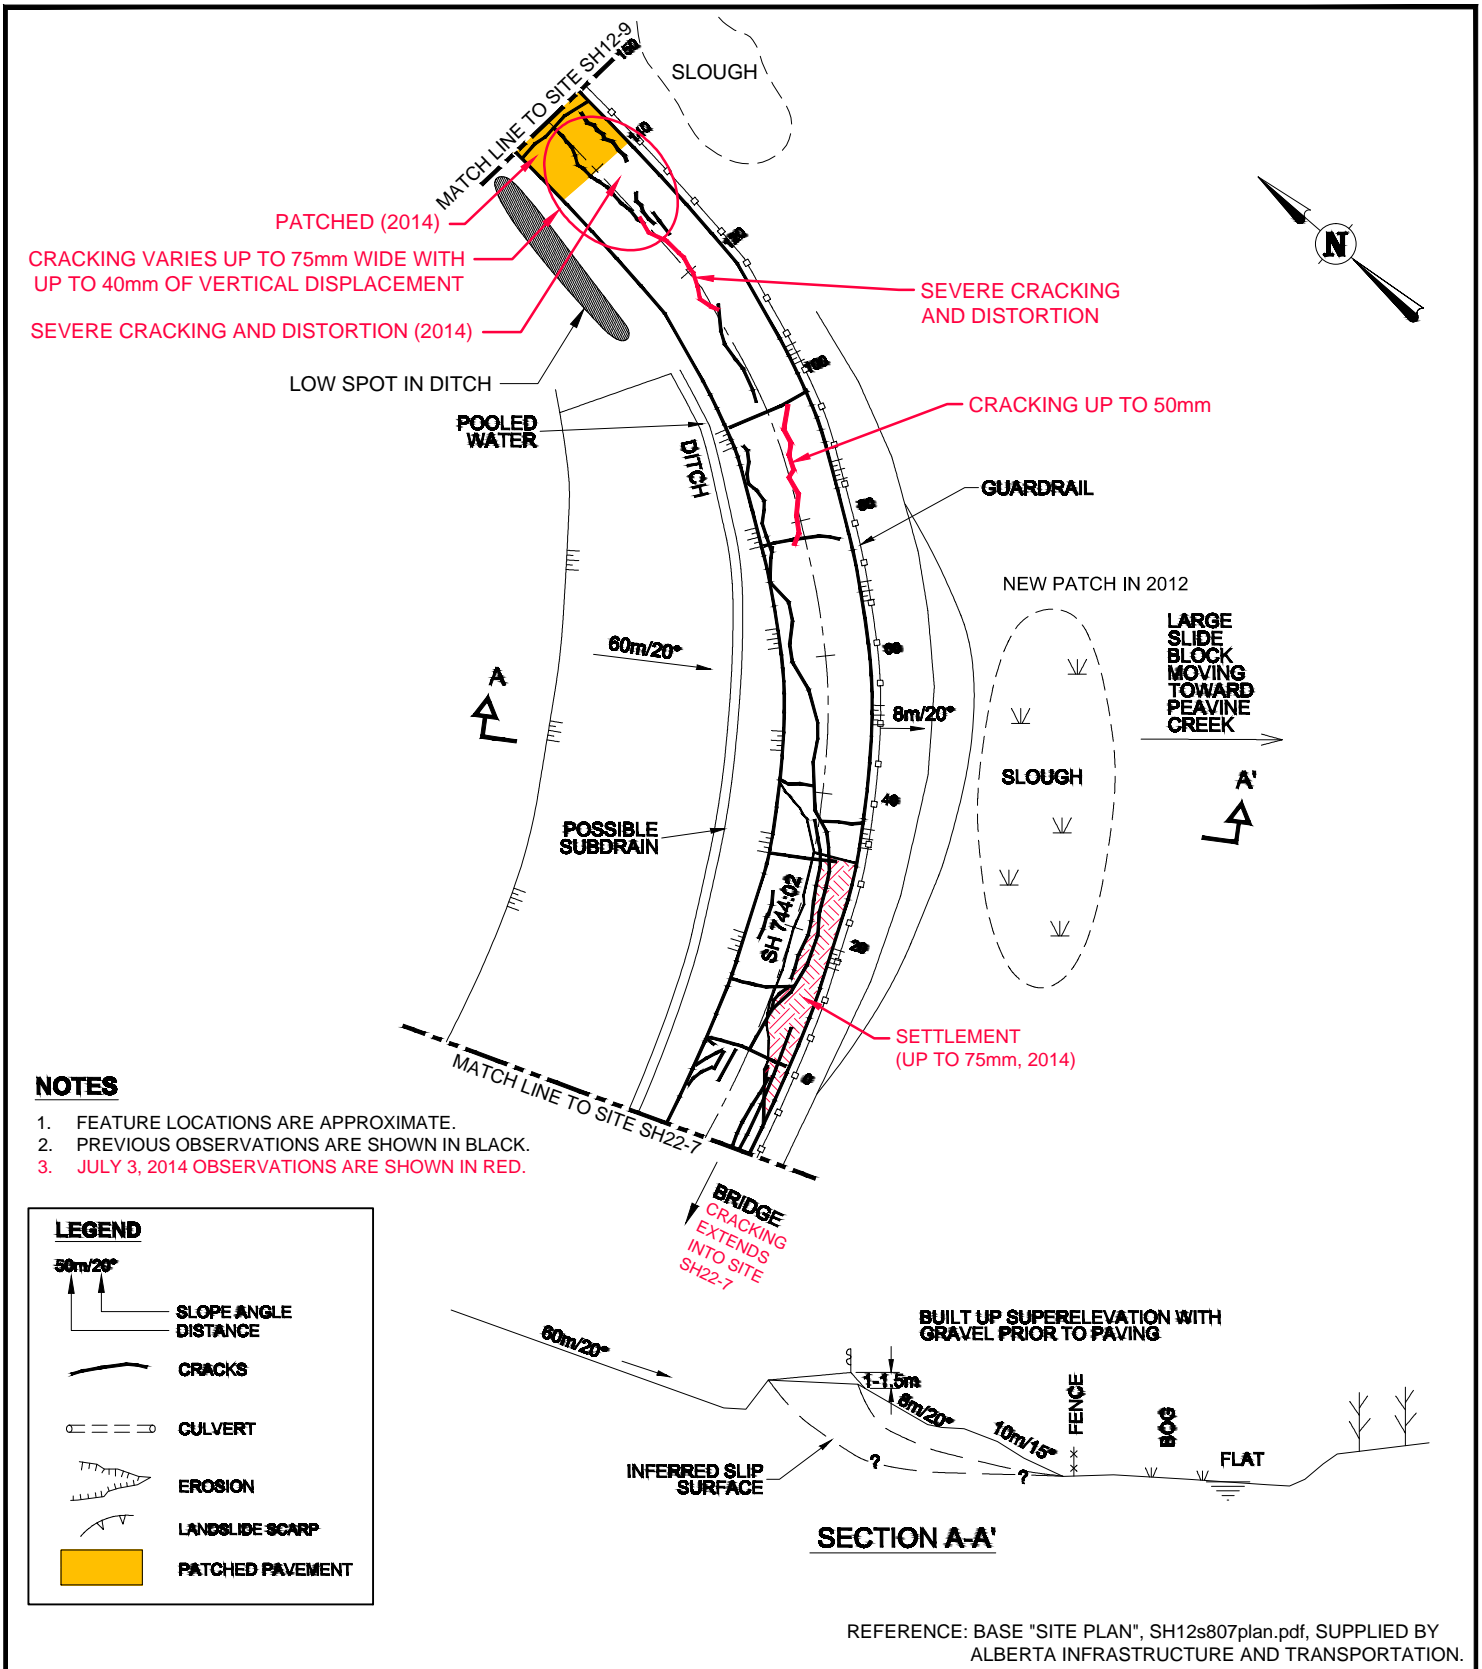 MATCH LINE TO SITE SH12-9
150
SLOUGH
PATCHED (2014)
CRACKING VARIES UP TO 75mm WIDE WITH
UP TO 40mm OF VERTICAL DISPLACEMENT
SEVERE CRACKING AND DISTORTION (2014)
LOW SPOT IN DITCH
POOLED
WATER
DITCH
N
SEVERE CRACKING
AND DISTORTION
100
CRACKING UP TO 50mm
GUARDRAIL
80
NEW PATCH IN 2012
LARGE
SLIDE
BLOCK
MOVING
TOWARD
PEAVINE
CREEK
60m/20°
60
A
8m/20°
SLOUGH
A'
40
POSSIBLE
SUBDRAIN
SH 744:02
20
SETTLEMENT
(UP TO 75mm, 2014)
0
MATCH LINE TO SITE SH22-7
BRIDGE
CRACKING
EXTENDS
INTO SITE
SH22-7
NOTES
1. FEATURE LOCATIONS ARE APPROXIMATE.
2. PREVIOUS OBSERVATIONS ARE SHOWN IN BLACK.
3. JULY 3, 2014 OBSERVATIONS ARE SHOWN IN RED.
LEGEND
50m/20°
SLOPE ANGLE
DISTANCE
CRACKS
CULVERT
EROSION
LANDSLIDE SCARP
PATCHED PAVEMENT
60m/20°
BUILT UP SUPERELEVATION WITH
GRAVEL PRIOR TO PAVING
1-1.5m
8m/20°
10m/15°
FENCE
BOG
FLAT
INFERRED SLIP
SURFACE
?
?
SECTION A-A'
REFERENCE: BASE "SITE PLAN", SH12s807plan.pdf, SUPPLIED BY
ALBERTA INFRASTRUCTURE AND TRANSPORTATION.